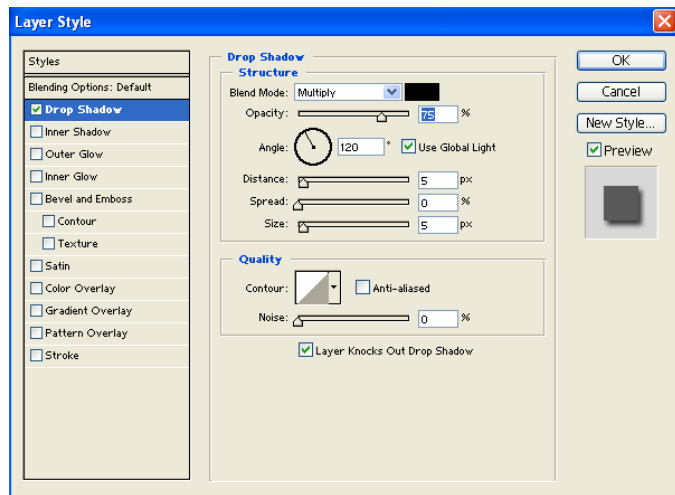 Layer Style
Styles
Blending Options: Default
Drop Shadow
Inner Shadow
Outer Glow
Inner Glow
Bevel and Emboss
Contour
Texture
Satin
Color Overlay
Gradient Overlay
Pattern Overlay
Stroke
Drop Shadow
Structure
Blend Mode: Multiply
Opacity: 75 %
Angle: 120 ° Use Global Light
Distance: 5 px
Spread: 0 %
Size: 5 px
Quality
Contour: Anti-aliased
Noise: 0 %
Layer Knocks Out Drop Shadow
OK
Cancel
New Style...
Preview